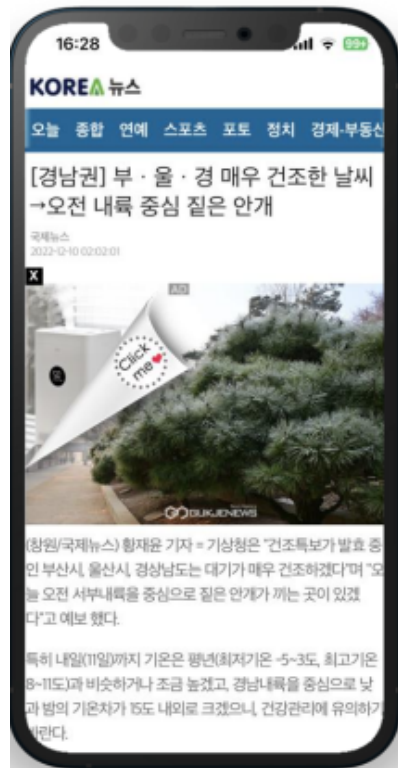 16:28
99+
KOREA 뉴스
오늘 종합 연예 스포츠 포토 정치 경제·부동산
[경남권] 부·울·경 매우 건조한 날씨
→오전 내륙 중심 짙은 안개
국제뉴스
2022-12-10 02:02:01
X
AD
Click
me
GUKJENEWS
(창원/국제뉴스) 황재윤 기자 = 기상청은 "건조특보가 발효 중
인 부산시, 울산시, 경상남도는 대기가 매우 건조하겠다"며 "오
늘 오전 서부내륙을 중심으로 짙은 안개가 끼는 곳이 있겠
다"고 예보 했다.
특히 내일(11일)까지 기온은 평년(최저기온 -5~3도, 최고기온
8~11도)과 비슷하거나 조금 높겠고, 경남내륙을 중심으로 낮
과 밤의 기온차가 15도 내외로 크겠으니, 건강관리에 유의하기
바란다.